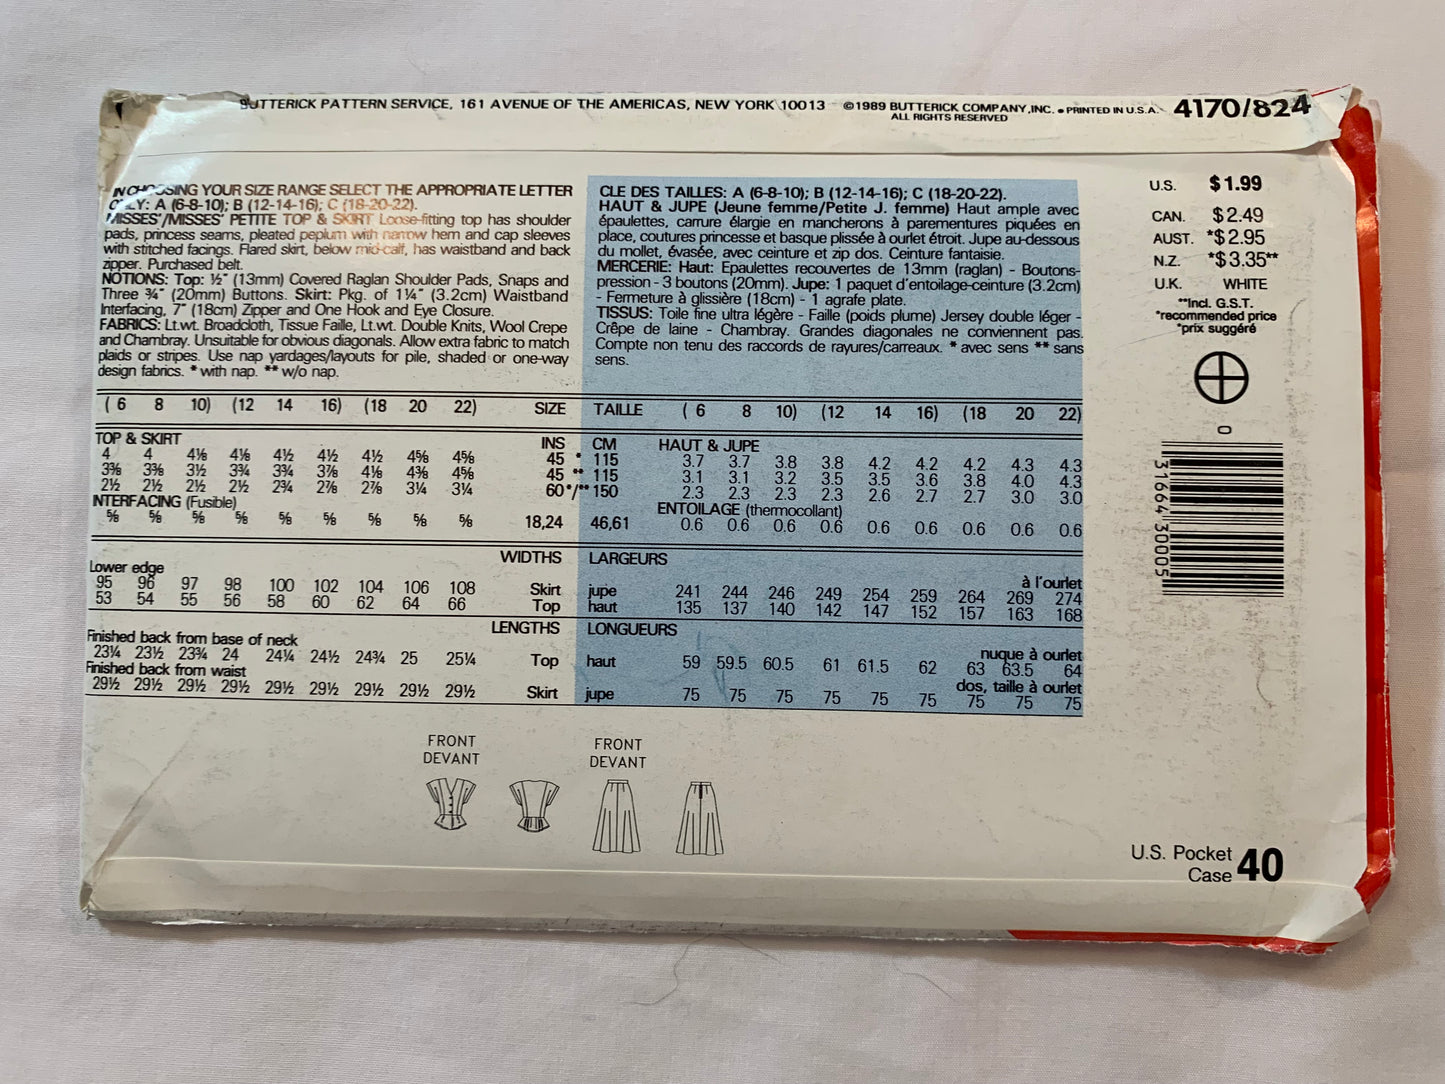 BUTTERICK PATTERN SERVICE, 161 AVENUE OF THE AMERICAS, NEW YORK 10013 ©1989 BUTTERICK COMPANY, INC. • PRINTED IN U.S.A. 4170/824
ALL RIGHTS RESERVED
IN CHOOSING YOUR SIZE RANGE SELECT THE APPROPRIATE LETTER
ONLY: A (6-8-10); B (12-14-16); C (18-20-22).
MISSES'/MISSES' PETITE TOP & SKIRT Loose-fitting top has shoulder
pads, princess seams, pleated peplum with narrow hem and cap sleeves
with stitched facings. Flared skirt, below mid-calf, has waistband and back
zipper. Purchased belt.
NOTIONS: Top: ½" (13mm) Covered Raglan Shoulder Pads, Snaps and
Three ¾" (20mm) Buttons. Skirt: Pkg. of 1¼" (3.2cm) Waistband
Interfacing, 7" (18cm) Zipper and One Hook and Eye Closure.
FABRICS: Lt.wt. Broadcloth, Tissue Faille, Lt.wt. Double Knits, Wool Crepe
and Chambray. Unsuitable for obvious diagonals. Allow extra fabric to match
plaids or stripes. Use nap yardages/layouts for pile, shaded or one-way
design fabrics. * with nap. ** w/o nap.
CLE DES TAILLES: A (6-8-10); B (12-14-16); C (18-20-22).
HAUT & JUPE (Jeune femme/Petite J. femme) Haut ample avec
épaulettes, carrure élargie en mancherons à parementures piquées en
place, coutures princesse et basque plissée à ourlet étroit. Jupe au-dessous
du mollet, évasée, avec ceinture et zip dos. Ceinture fantaisie.
MERCERIE: Haut: Epaulettes recouvertes de 13mm (raglan) - Boutons-
pression - 3 boutons (20mm). Jupe: 1 paquet d'entoilage-ceinture (3.2cm)
- Fermeture à glissière (18cm) - 1 agrafe plate.
TISSUS: Toile fine ultra légère - Faille (poids plume) Jersey double léger -
Crêpe de laine - Chambray. Grandes diagonales ne conviennent pas.
Compte non tenu des raccords de rayures/carreaux. * avec sens ** sans
sens.
U.S. $1.99
CAN. $2.49
AUST. *$2.95
N.Z. *$3.35**
U.K. WHITE
**Incl. G.S.T.
*recommended price
*prix suggéré
( 6 8 10) (12 14 16) (18 20 22) SIZE TAILLE ( 6 8 10) (12 14 16) (18 20 22)
TOP & SKIRT INS CM HAUT & JUPE
4 4 4⅛ 4⅛ 4½ 4½ 4½ 4⅝ 4⅝ 45 * 115 3.7 3.7 3.8 3.8 4.2 4.2 4.2 4.3 4.3
3⅜ 3⅜ 3½ 3¾ 3¾ 3⅞ 4⅛ 4⅜ 4⅝ 45 ** 115 3.1 3.1 3.2 3.5 3.5 3.6 3.8 4.0 4.3
2½ 2½ 2½ 2½ 2¾ 2⅞ 2⅞ 3¼ 3¼ 60 */** 150 2.3 2.3 2.3 2.3 2.6 2.7 2.7 3.0 3.0
INTERFACING (Fusible) ENTOILAGE (thermocollant)
⅝ ⅝ ⅝ ⅝ ⅝ ⅝ ⅝ ⅝ ⅝ 18,24 46,61 0.6 0.6 0.6 0.6 0.6 0.6 0.6 0.6 0.6
WIDTHS LARGEURS
Lower edge à l'ourlet
95 96 97 98 100 102 104 106 108 Skirt jupe 241 244 246 249 254 259 264 269 274
53 54 55 56 58 60 62 64 66 Top haut 135 137 140 142 147 152 157 163 168
LENGTHS LONGUEURS
Finished back from base of neck nuque à ourlet
23¼ 23½ 23¾ 24 24¼ 24½ 24¾ 25 25¼ Top haut 59 59.5 60.5 61 61.5 62 63 63.5 64
Finished back from waist dos, taille à ourlet
29½ 29½ 29½ 29½ 29½ 29½ 29½ 29½ 29½ Skirt jupe 75 75 75 75 75 75 75 75 75
0
31664 30005
FRONT
DEVANT
FRONT
DEVANT
U.S. Pocket
Case 40